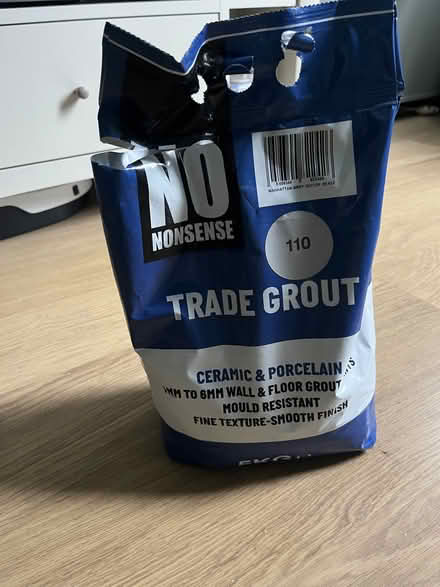 NO
NONSENSE
110
TRADE GROUT
CERAMIC & PORCELAIN
1MM TO 6MM WALL & FLOOR GROUT
MOULD RESISTANT
FINE TEXTURE-SMOOTH FINISH